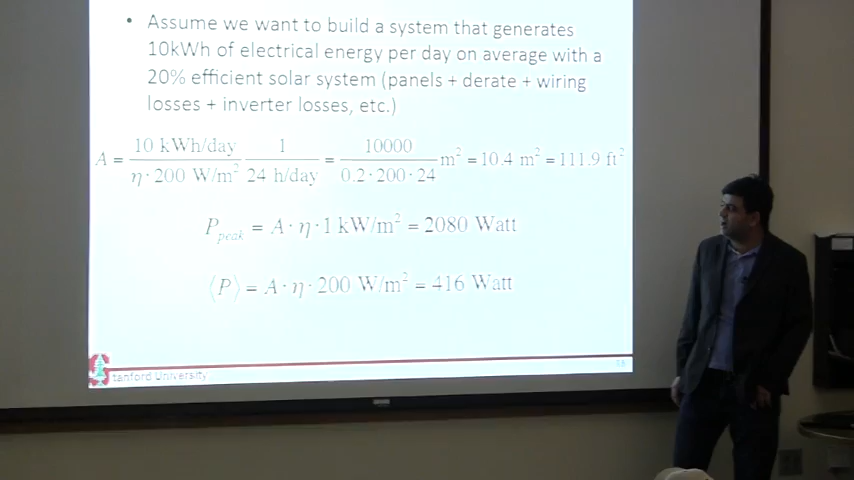 • Assume we want to build a system that generates
10kWh of electrical energy per day on average with a
20% efficient solar system (panels + derate + wiring
losses + inverter losses, etc.)
A = 10 kWh/day / η · 200 W/m² 1 / 24 h/day = 10000 / 0.2 · 200 · 24 m² = 10.4 m² = 111.9 ft²
P peak = A · η · 1 kW/m² = 2080 Watt
⟨P⟩ = A · η · 200 W/m² = 416 Watt
Stanford University